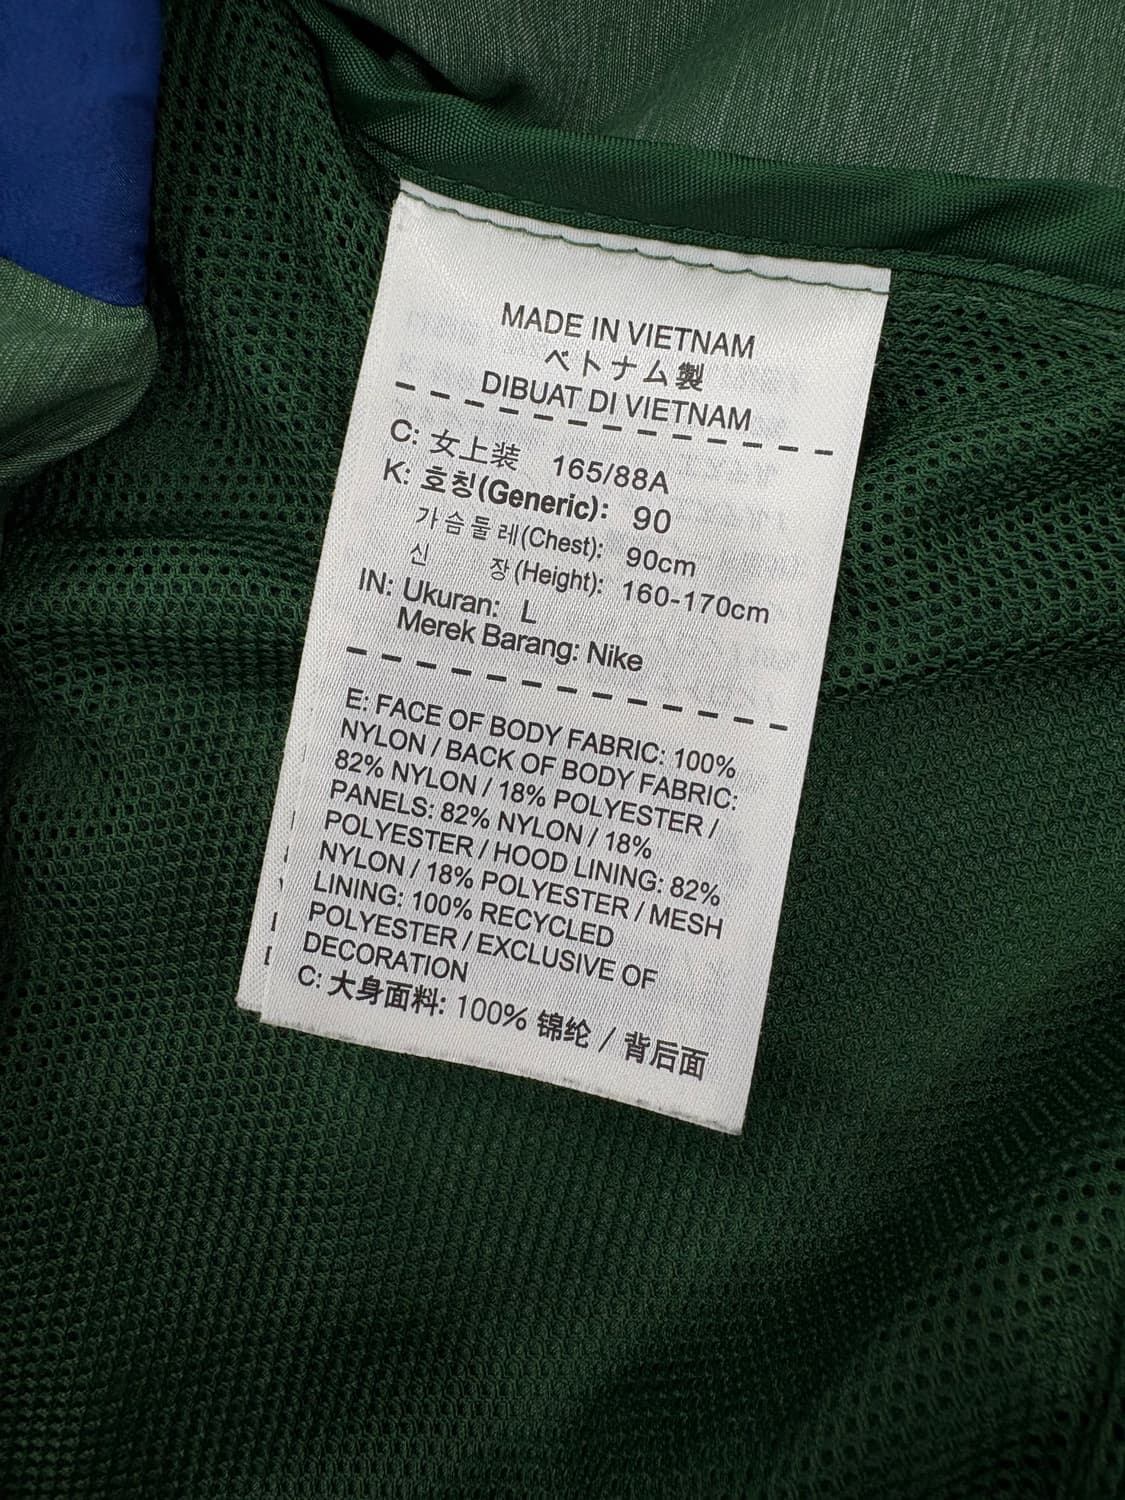 MADE IN VIETNAM
ベトナム製
DIBUAT DI VIETNAM
C: 女上装 165/88A
K: 호칭(Generic): 90
가슴둘레(Chest): 90cm
신 장(Height): 160-170cm
IN: Ukuran: L
Merek Barang: Nike
E: FACE OF BODY FABRIC: 100%
NYLON / BACK OF BODY FABRIC:
82% NYLON / 18% POLYESTER /
PANELS: 82% NYLON / 18%
POLYESTER / HOOD LINING: 82%
NYLON / 18% POLYESTER / MESH
LINING: 100% RECYCLED
POLYESTER / EXCLUSIVE OF
DECORATION
C: 大身面料: 100% 锦纶 / 背后面